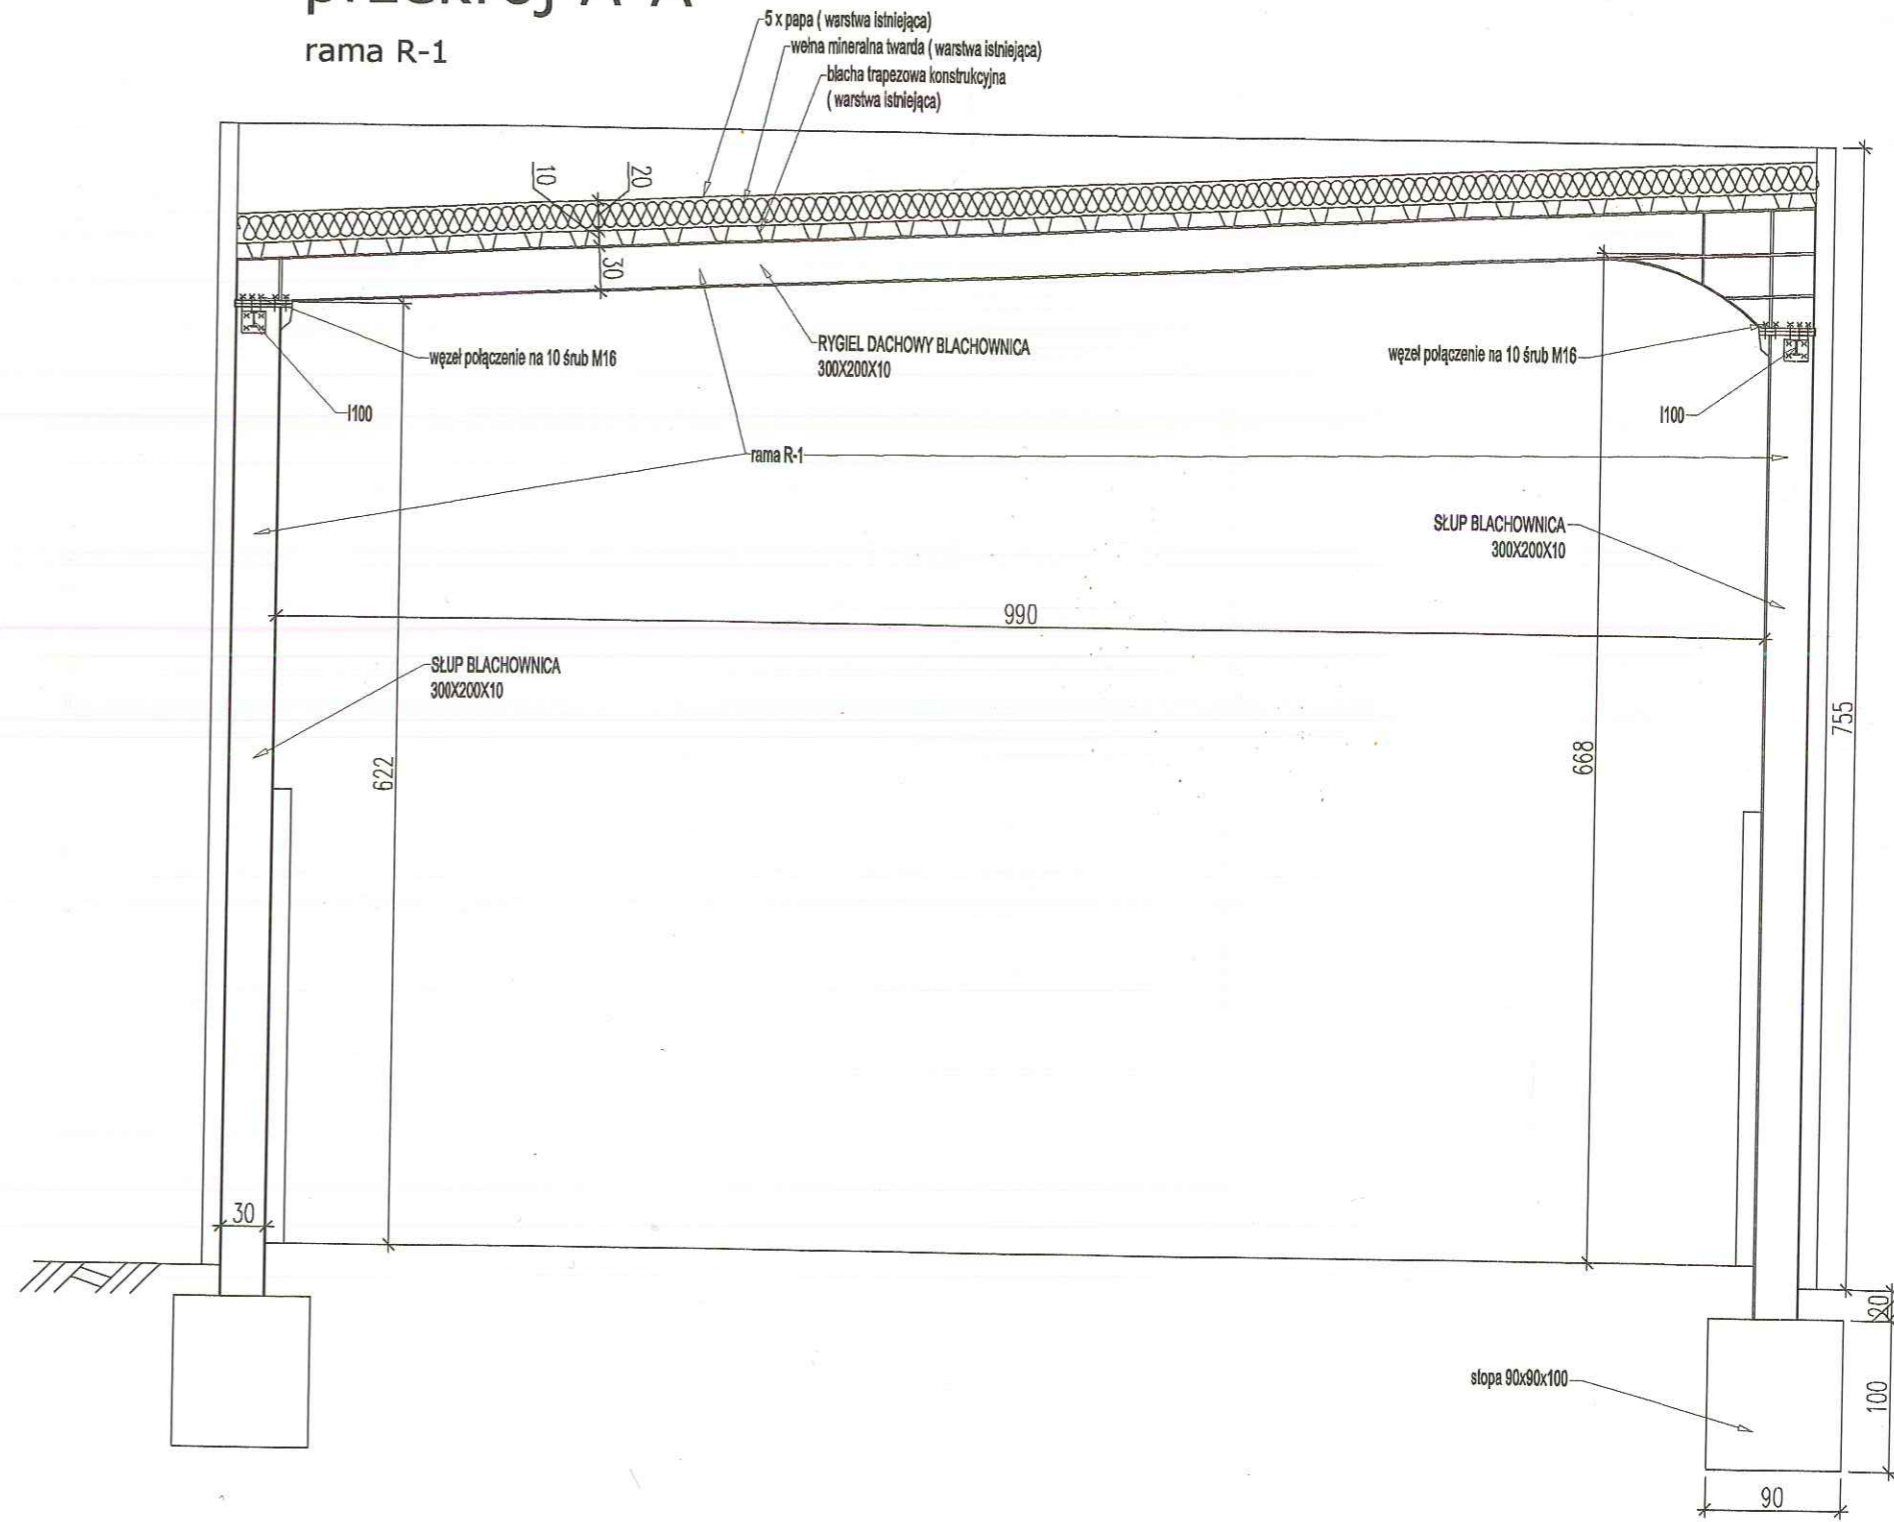 przekrój A-A
rama R-1
5 x papa ( warstwa istniejąca)
wełna mineralna twarda ( warstwa istniejąca)
blacha trapezowa konstrukcyjna
( warstwa istniejąca)
10
20
30
RYGIEL DACHOWY BLACHOWNICA
300X200X10
węzeł połączenie na 10 śrub M16
węzeł połączenie na 10 śrub M16
I100
I100
rama R-1
SŁUP BLACHOWNICA
300X200X10
990
SŁUP BLACHOWNICA
300X200X10
755
622
668
30
20
stopa 90x90x100
100
90